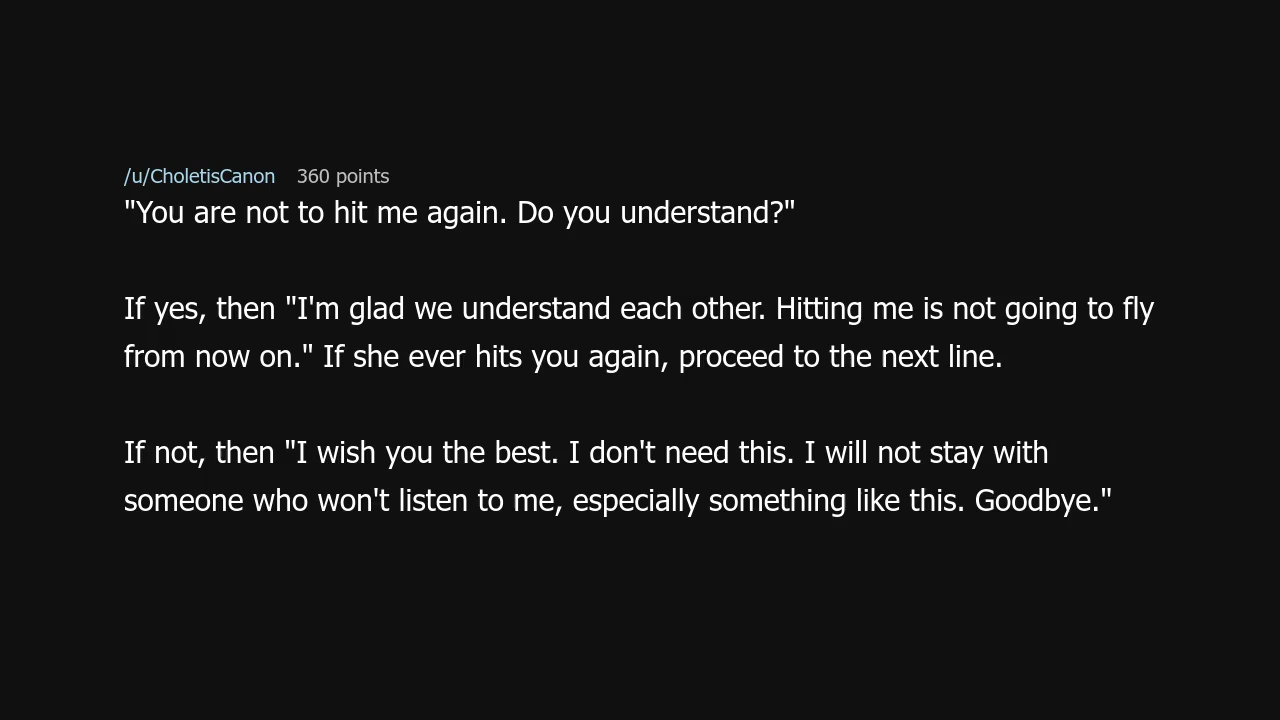 /u/CholetisCanon 360 points
"You are not to hit me again. Do you understand?"
If yes, then "I'm glad we understand each other. Hitting me is not going to fly
from now on." If she ever hits you again, proceed to the next line.
If not, then "I wish you the best. I don't need this. I will not stay with
someone who won't listen to me, especially something like this. Goodbye."